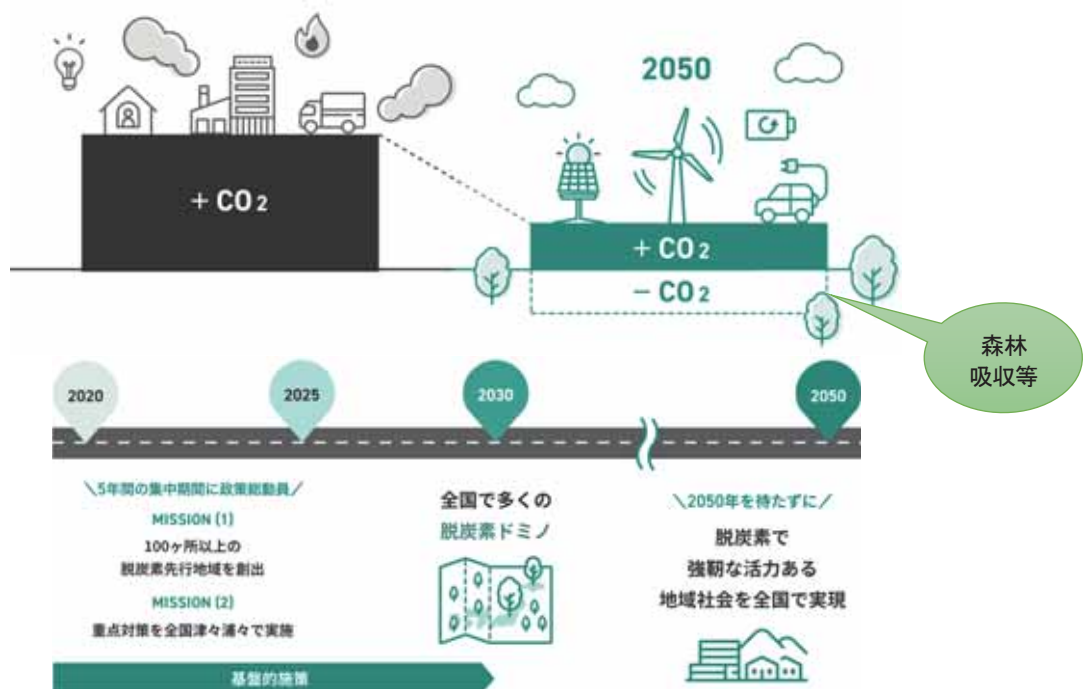 2050
+ CO2
+ CO2
- CO2
森林
吸収等
2020
2025
2030
2050
\5年間の集中期間に政策総動員/
MISSION (1)
100ヶ所以上の
脱炭素先行地域を創出
MISSION (2)
重点対策を全国津々浦々で実施
基盤的施策
全国で多くの
脱炭素ドミノ
\2050年を待たずに/
脱炭素で
強靭な活力ある
地域社会を全国で実現